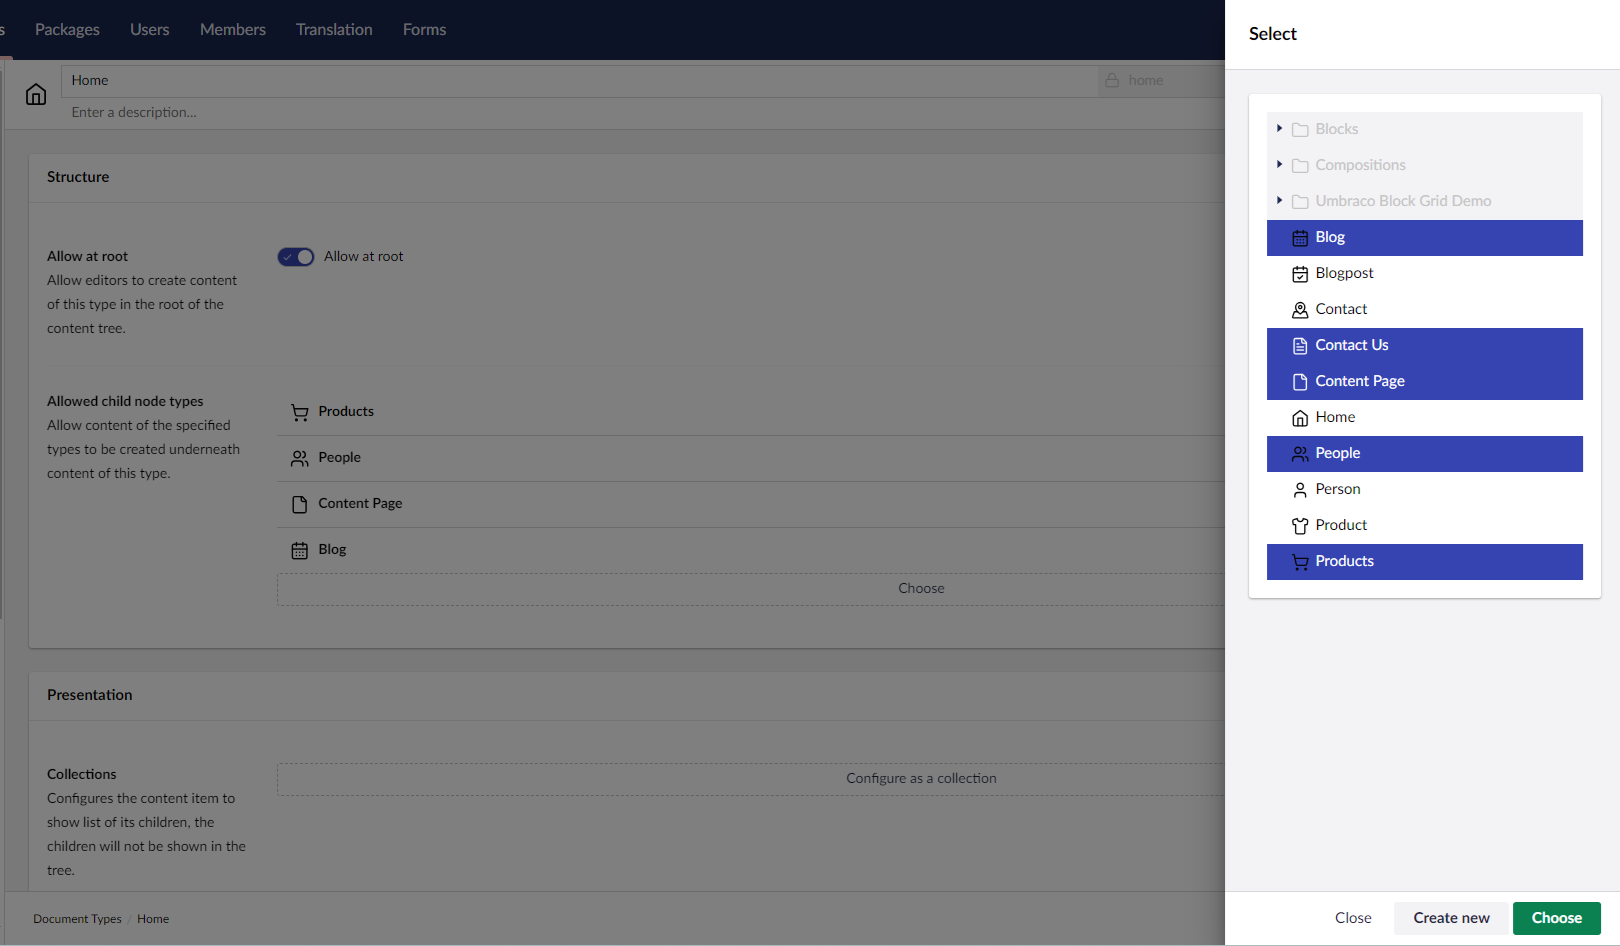 s Packages Users Members Translation Forms
Home
home
Enter a description...
Structure
Allow at root
Allow editors to create content
of this type in the root of the
content tree.
Allow at root
Allowed child node types
Allow content of the specified
types to be created underneath
content of this type.
Products
People
Content Page
Blog
Choose
Presentation
Collections
Configures the content item to
show list of its children, the
children will not be shown in the
tree.
Configure as a collection
Document Types / Home
Select
Blocks
Compositions
Umbraco Block Grid Demo
Blog
Blogpost
Contact
Contact Us
Content Page
Home
People
Person
Product
Products
Close
Create new
Choose